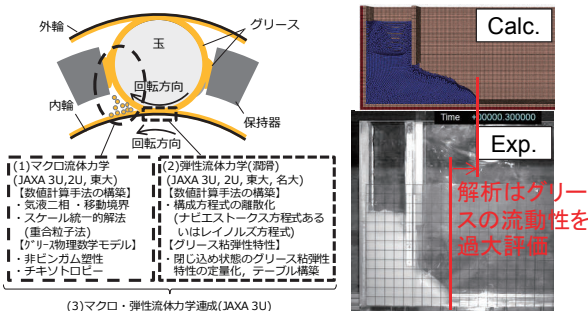 外輪
玉
グリース
回転方向
内輪
保持器
回転方向
(1)マクロ流体力学
(JAXA 3U,2U, 東大)
【数値計算手法の構築】
・気液二相・移動境界
・スケール統一的解法
(重合粒子法)
【グリース物理数学モデル】
・非ビンガム塑性
・チキソトロピー
(2)弾性流体力学(潤滑)
(JAXA 3U, 2U, 東大, 名大)
【数値計算手法の構築】
・構成方程式の離散化
(ナビエストークス方程式ある
いはレイノルズ方程式)
【グリース粘弾性特性】
・閉じ込め状態のグリース粘弾性
特性の定量化, テーブル構築
(3)マクロ・弾性流体力学連成(JAXA 3U)
Calc.
Time +00000.300000
Exp.
解析はグリー
スの流動性を
過大評価